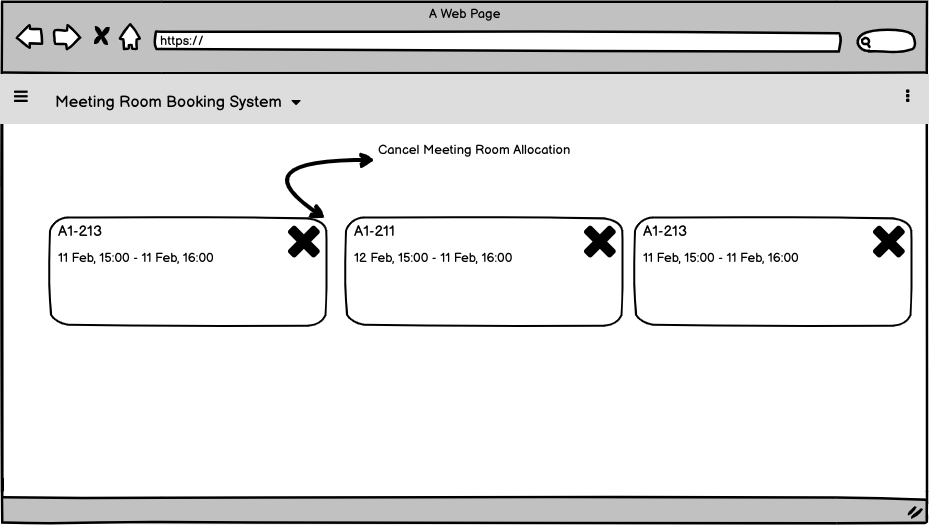 A Web Page
https://
Meeting Room Booking System
Cancel Meeting Room Allocation
A1-213
11 Feb, 15:00 - 11 Feb, 16:00
A1-211
12 Feb, 15:00 - 11 Feb, 16:00
A1-213
11 Feb, 15:00 - 11 Feb, 16:00